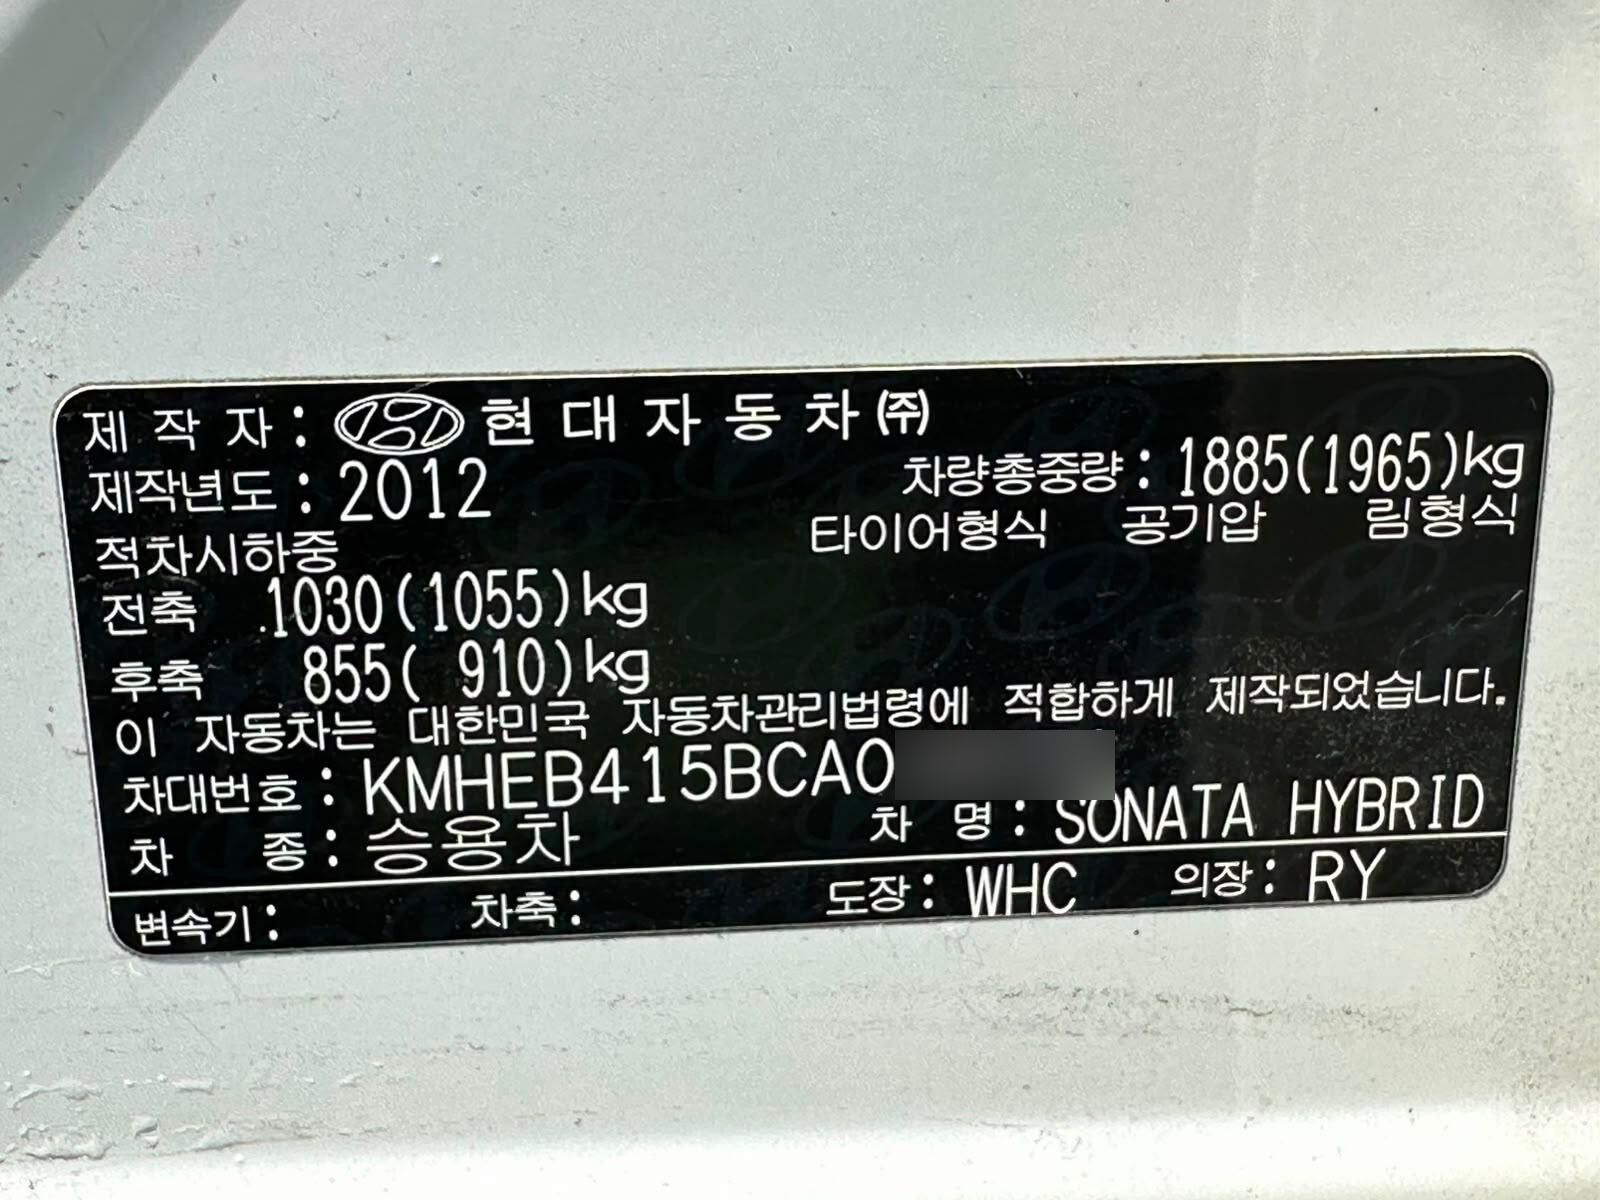 제 작 자 : 현 대 자 동 차 ㈜
제작년도 : 2012 차량총중량 : 1885(1965)kg
적차시하중 타이어형식 공기압 림형식
전축 1030(1055)kg
후축 855( 910)kg
이 자동차는 대한민국 자동차관리법령에 적합하게 제작되었습니다.
차대번호 : KMHEB415BCA0
차 종 : 승용차 차 명 : SONATA HYBRID
변속기 : 차축 : 도장 : WHC 의장 : RY